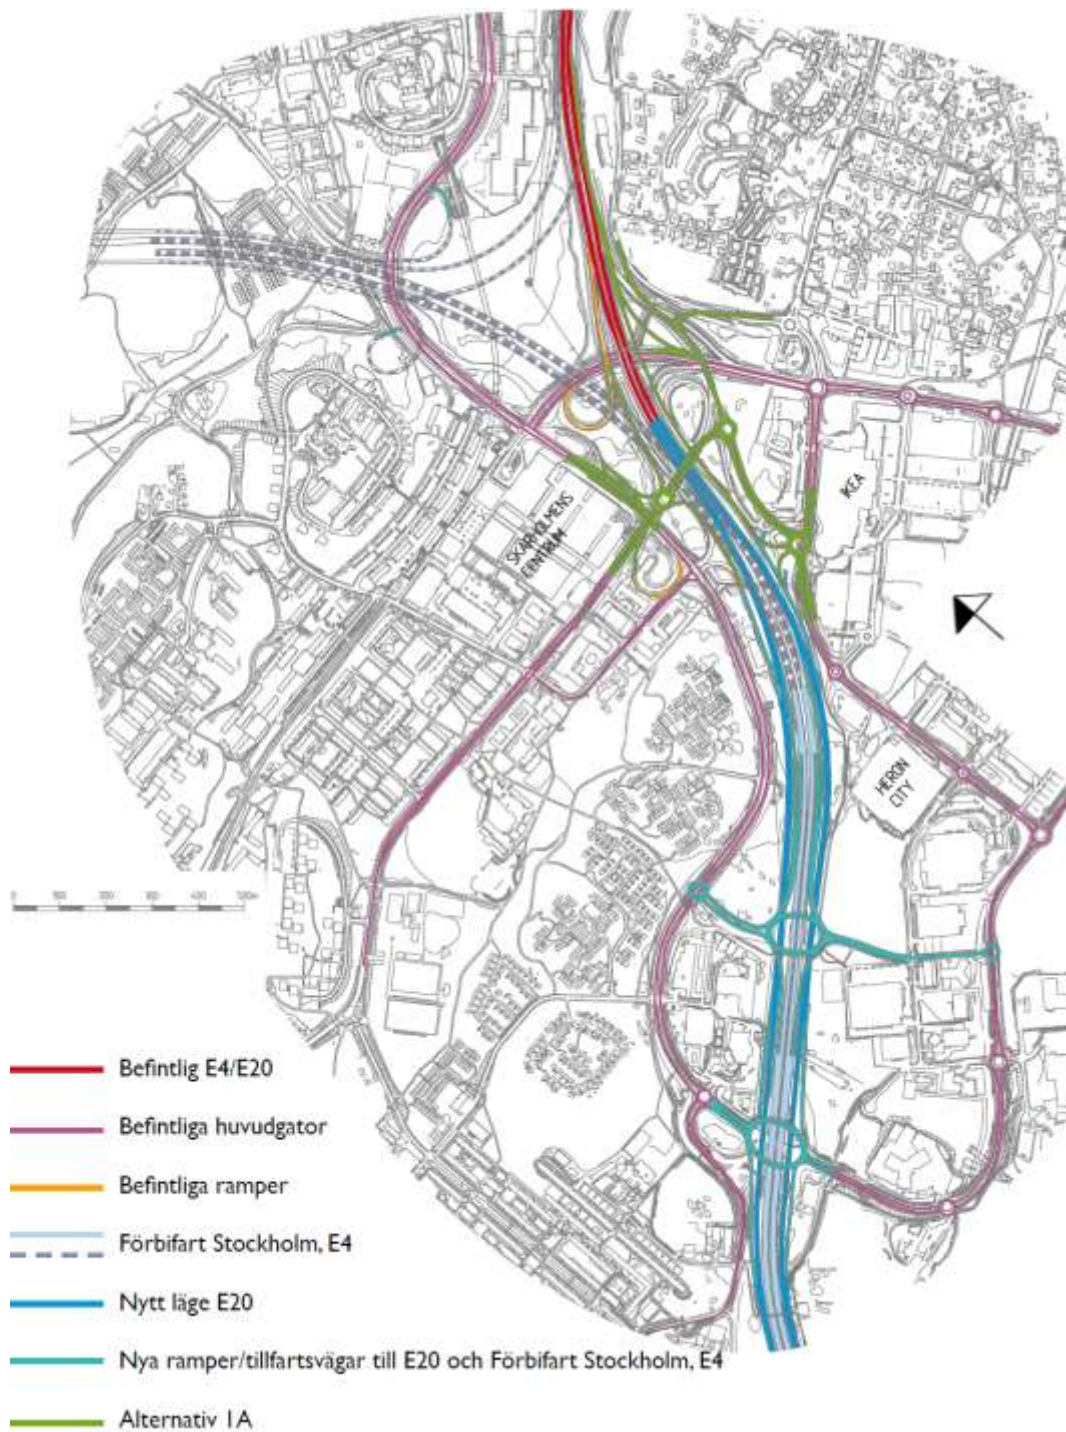 SKÄRHOLMENS
CENTRUM
IKEA
HERON
CITY
Befintlig E4/E20
Befintliga huvudgator
Befintliga ramper
Förbifart Stockholm, E4
Nytt läge E20
Nya ramper/tillfartsvägar till E20 och Förbifart Stockholm, E4
Alternativ 1A